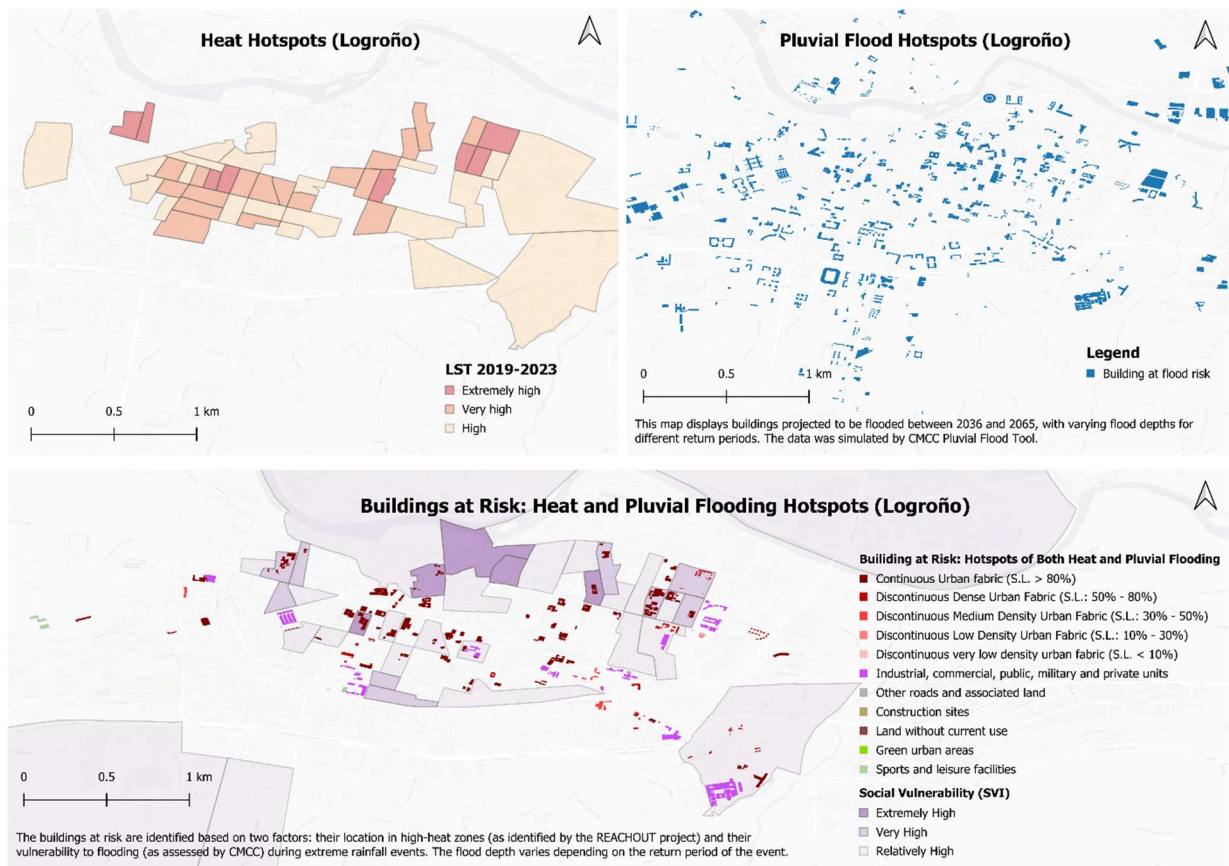 Heat Hotspots (Logroño)
LST 2019-2023
Extremely high
Very high
High
0 0.5 1 km
Pluvial Flood Hotspots (Logroño)
Legend
Building at flood risk
0 0.5 1 km
This map displays buildings projected to be flooded between 2036 and 2065, with varying flood depths for
different return periods. The data was simulated by CMCC Pluvial Flood Tool.
Buildings at Risk: Heat and Pluvial Flooding Hotspots (Logroño)
Builiding at Risk: Hotspots of Both Heat and Pluvial Flooding
Continuous Urban fabric (S.L. > 80%)
Discontinuous Dense Urban Fabric (S.L.: 50% - 80%)
Discontinuous Medium Density Urban Fabric (S.L.: 30% - 50%)
Discontinuous Low Density Urban Fabric (S.L.: 10% - 30%)
Discontinuous very low density urban fabric (S.L. < 10%)
Industrial, commercial, public, military and private units
Other roads and associated land
Construction sites
Land without current use
Green urban areas
Sports and leisure facilities
Social Vulnerability (SVI)
Extremely High
Very High
Relatively High
0 0.5 1 km
The buildings at risk are identified based on two factors: their location in high-heat zones (as identified by the REACHOUT project) and their
vulnerability to flooding (as assessed by CMCC) during extreme rainfall events. The flood depth varies depending on the return period of the event.